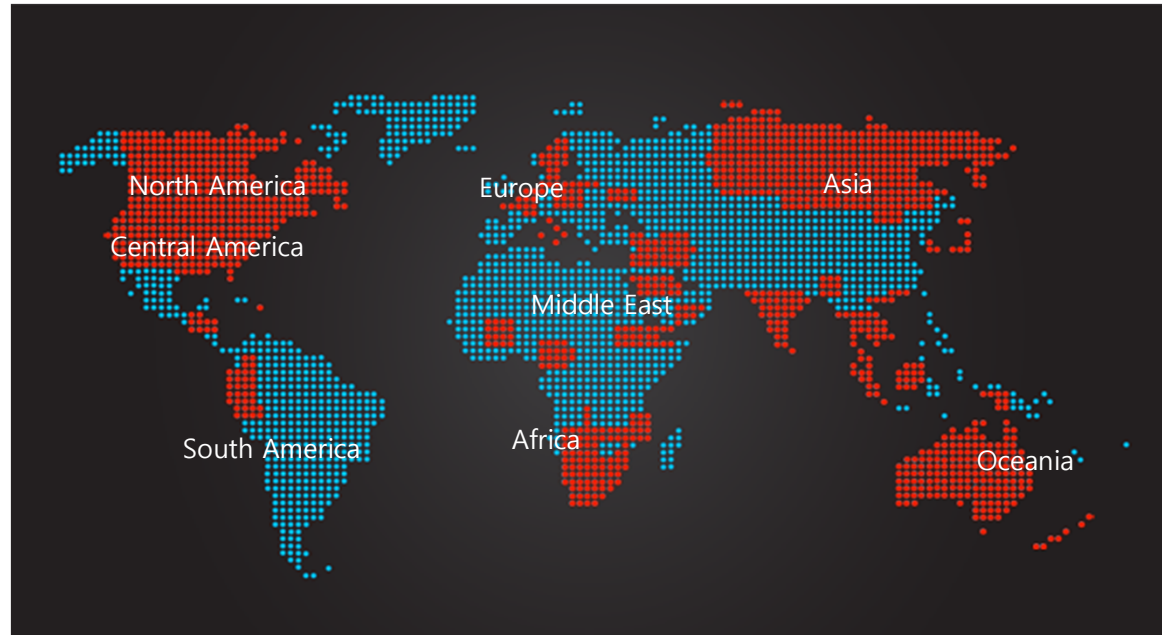 North America
Europe
Asia
Central America
Middle East
South America
Africa
Oceania